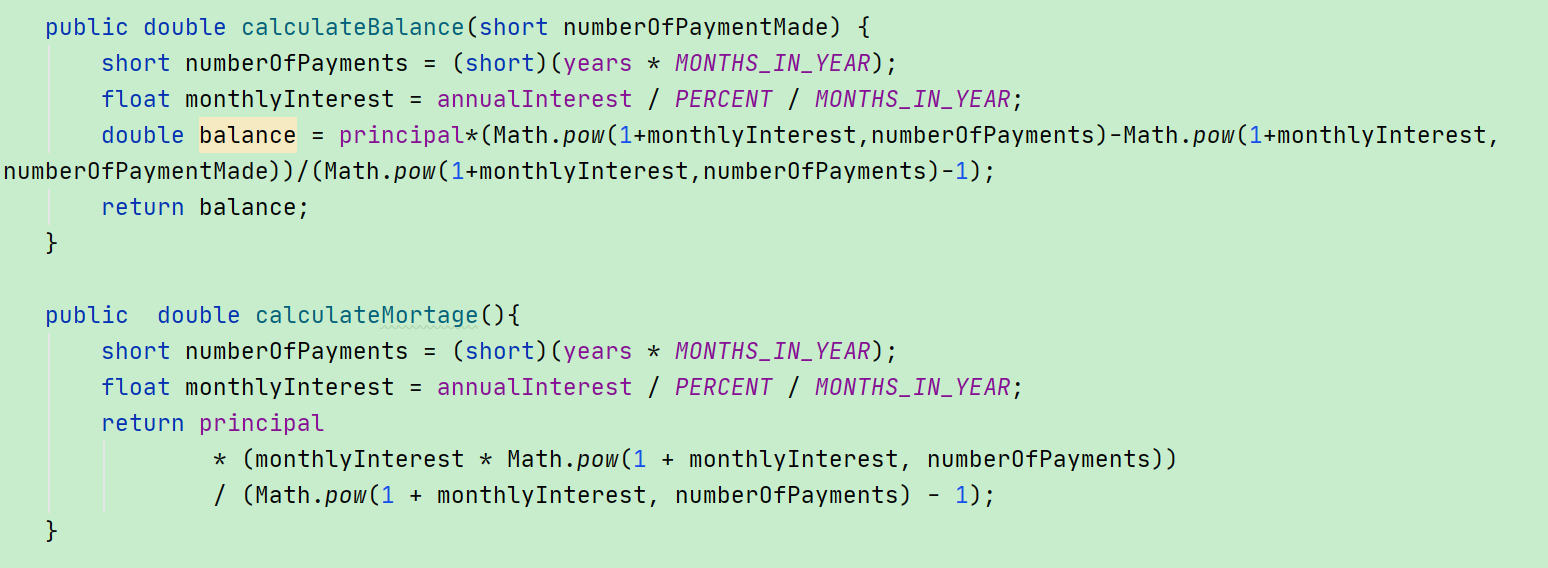 public double calculateBalance(short numberOfPaymentMade) {
short numberOfPayments = (short)(years * MONTHS_IN_YEAR);
float monthlyInterest = annualInterest / PERCENT / MONTHS_IN_YEAR;
double balance = principal*(Math.pow(1+monthlyInterest,numberOfPayments)-Math.pow(1+monthlyInterest,
numberOfPaymentMade))/(Math.pow(1+monthlyInterest,numberOfPayments)-1);
return balance;
}
public  double calculateMortage(){
short numberOfPayments = (short)(years * MONTHS_IN_YEAR);
float monthlyInterest = annualInterest / PERCENT / MONTHS_IN_YEAR;
return principal
* (monthlyInterest * Math.pow(1 + monthlyInterest, numberOfPayments))
/ (Math.pow(1 + monthlyInterest, numberOfPayments) - 1);
}